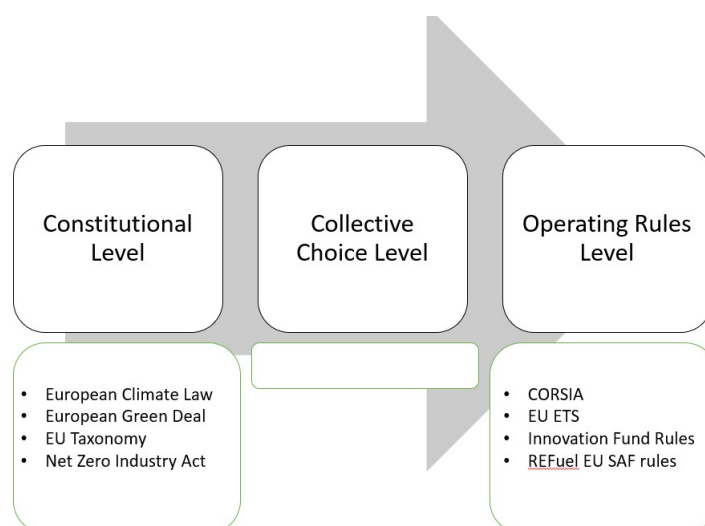 Constitutional
Level
Collective
Choice Level
Operating Rules
Level
• European Climate Law
• European Green Deal
• EU Taxonomy
• Net Zero Industry Act
• CORSIA
• EU ETS
• Innovation Fund Rules
• REFuel EU SAF rules